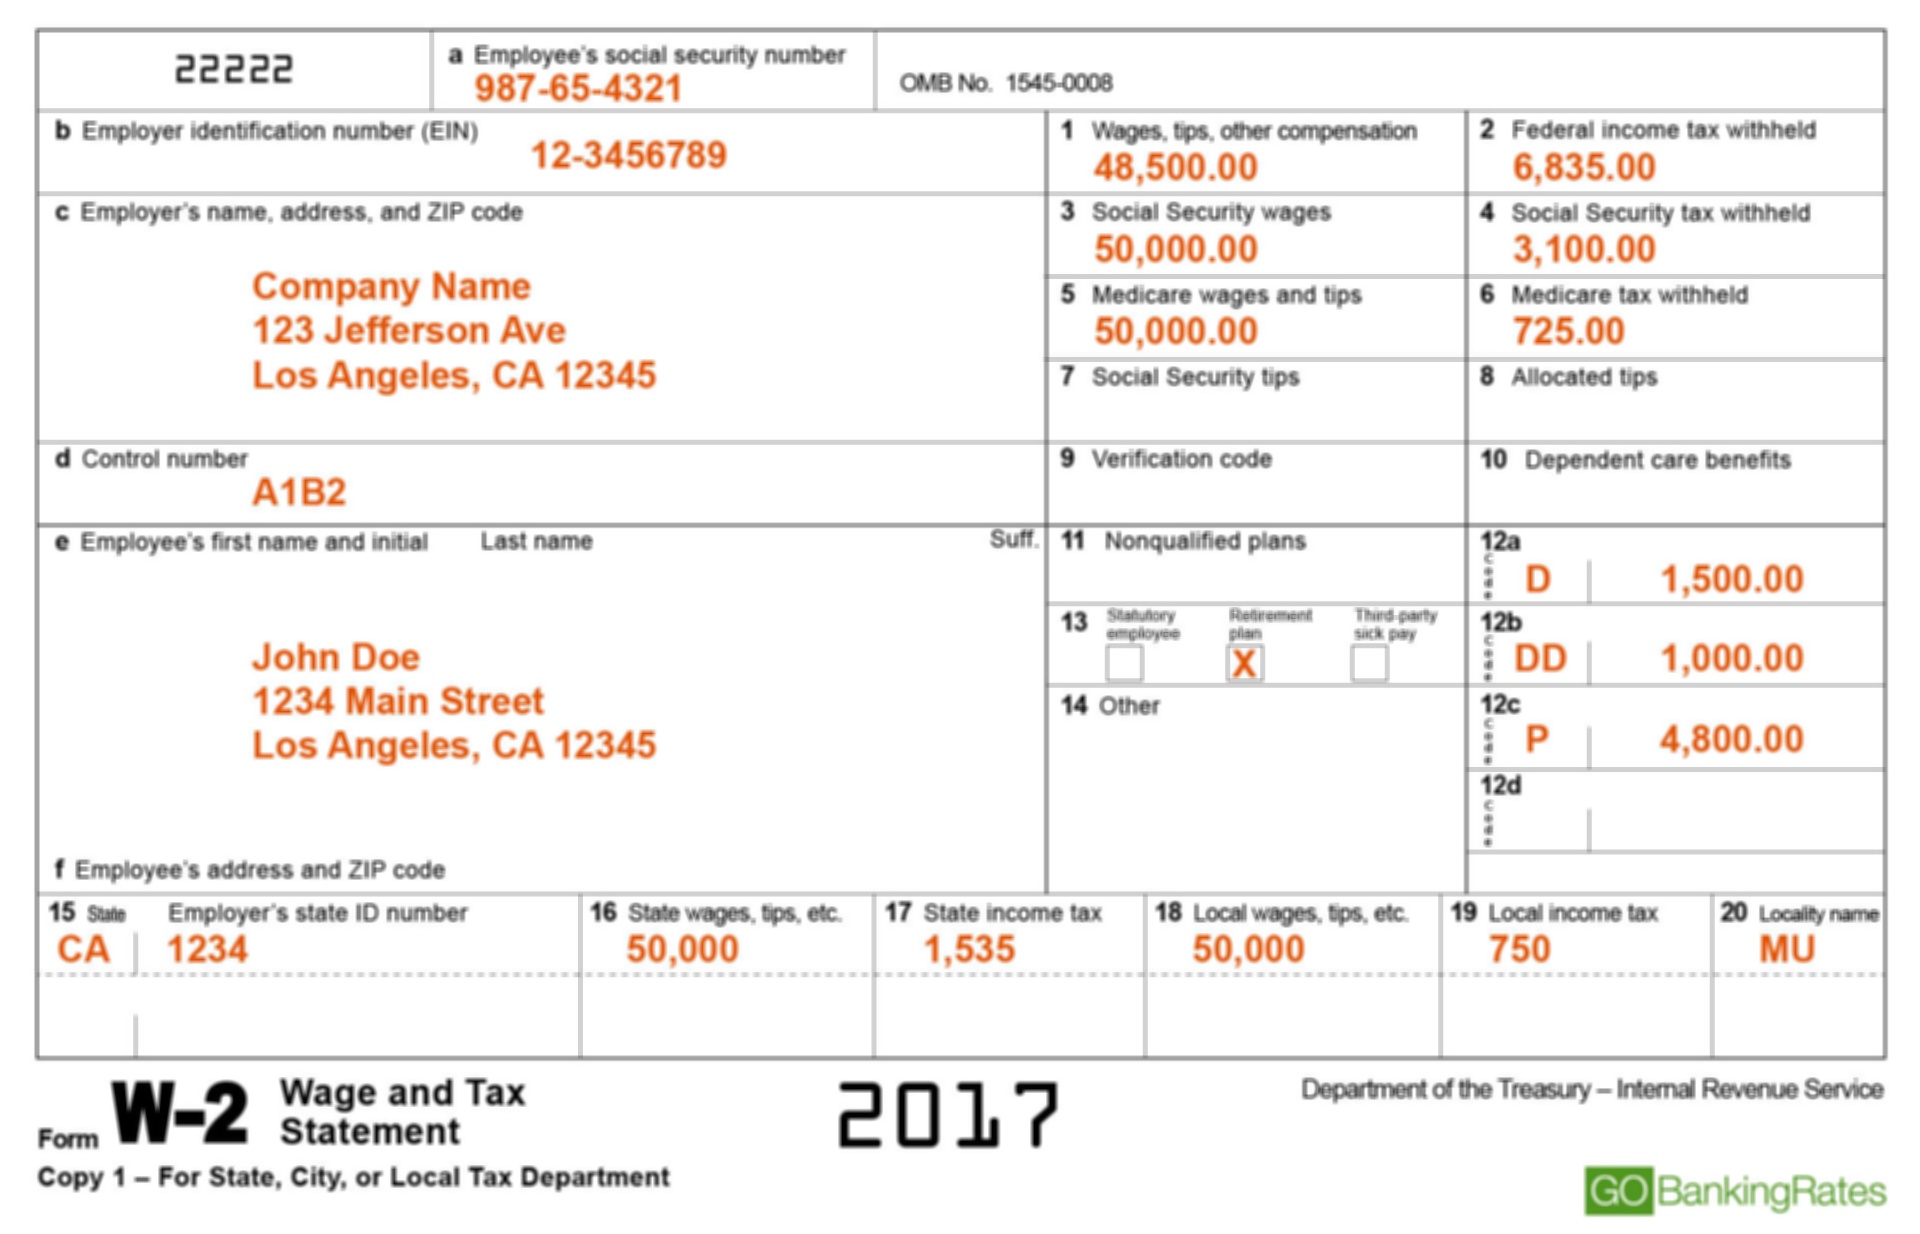 22222
a Employee's social security number
987-65-4321
OMB No. 1545-0008
b Employer identification number (EIN)
12-3456789
1 Wages, tips, other compensation
48,500.00
2 Federal income tax withheld
6,835.00
c Employer's name, address, and ZIP code
Company Name
123 Jefferson Ave
Los Angeles, CA 12345
3 Social Security wages
50,000.00
4 Social Security tax withheld
3,100.00
5 Medicare wages and tips
50,000.00
6 Medicare tax withheld
725.00
7 Social Security tips
8 Allocated tips
d Control number
A1B2
9 Verification code
10 Dependent care benefits
e Employee's first name and initial Last name Suff.
John Doe
1234 Main Street
Los Angeles, CA 12345
f Employee's address and ZIP code
11 Nonqualified plans
12a
Code
D 1,500.00
13 Statutory employee Retirement plan Third-party sick pay
X
12b
Code
DD 1,000.00
14 Other
12c
Code
P 4,800.00
12d
Code
15 State Employer's state ID number
CA 1234
16 State wages, tips, etc.
50,000
17 State income tax
1,535
18 Local wages, tips, etc.
50,000
19 Local income tax
750
20 Locality name
MU
Form W-2 Wage and Tax
Statement
2017
Department of the Treasury – Internal Revenue Service
Copy 1 – For State, City, or Local Tax Department
GOBankingRates